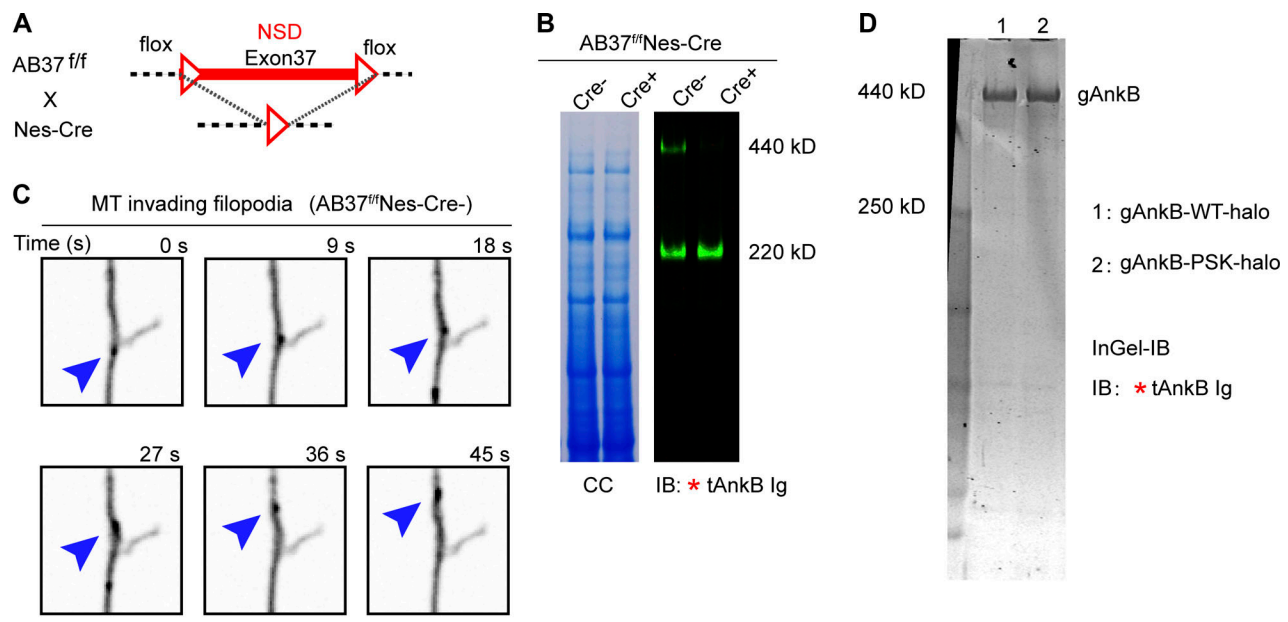 A
NSD
flox Exon37 flox
AB37 f/f
X
Nes-Cre
B
AB37f/fNes-Cre
Cre- Cre+ Cre- Cre+
440 kD
220 kD
CC IB: * tAnkB Ig
C
MT invading filopodia (AB37f/fNes-Cre-)
Time (s) 0 s 9 s 18 s
27 s 36 s 45 s
D
1 2
440 kD gAnkB
250 kD
1: gAnkB-WT-halo
2: gAnkB-PSK-halo
InGel-IB
IB: * tAnkB Ig